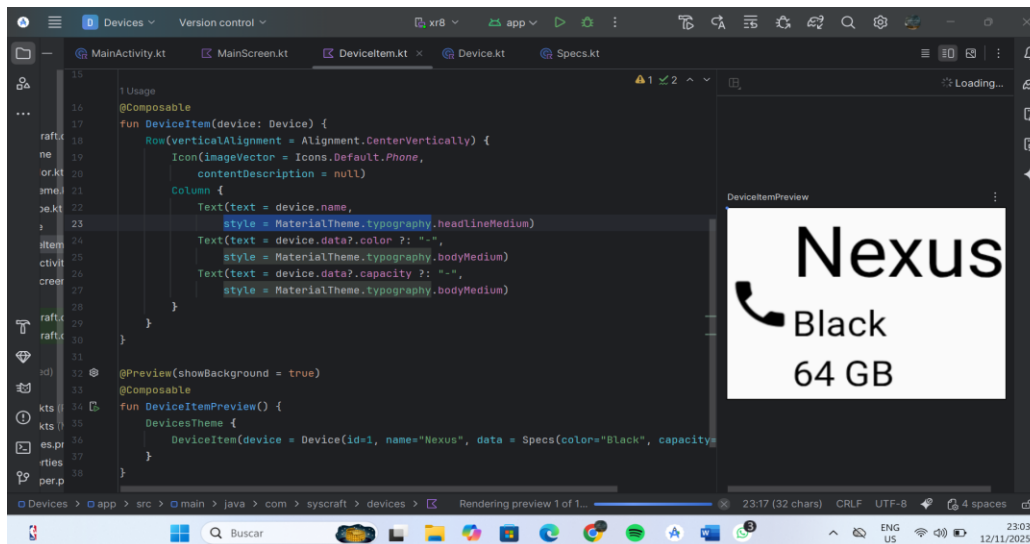 D Devices Version control xr8 app
MainActivity.kt MainScreen.kt DeviceItem.kt Device.kt Specs.kt
15
1 Usage
1 2
16 @Composable
17 fun DeviceItem(device: Device) {
18 Row(verticalAlignment = Alignment.CenterVertically) {
19 Icon(imageVector = Icons.Default.Phone,
20 contentDescription = null)
21 Column {
22 Text(text = device.name,
23 style = MaterialTheme.typography.headlineMedium)
24 Text(text = device.data?.color ?: "-",
25 style = MaterialTheme.typography.bodyMedium)
26 Text(text = device.data?.capacity ?: "-",
27 style = MaterialTheme.typography.bodyMedium)
28 }
29 }
30 }
31
32 @Preview(showBackground = true)
33 @Composable
34 fun DeviceItemPreview() {
35 DevicesTheme {
36 DeviceItem(device = Device(id=1, name="Nexus", data = Specs(color="Black", capacity=
37 }
38 }
Loading...
DeviceItemPreview
Nexus
Black
64 GB
Devices > app > src > main > java > com > syscraft > devices > Rendering preview 1 of 1... 23:17 (32 chars) CRLF UTF-8 4 spaces
Buscar 3 ENG 23:03
US 12/11/2025